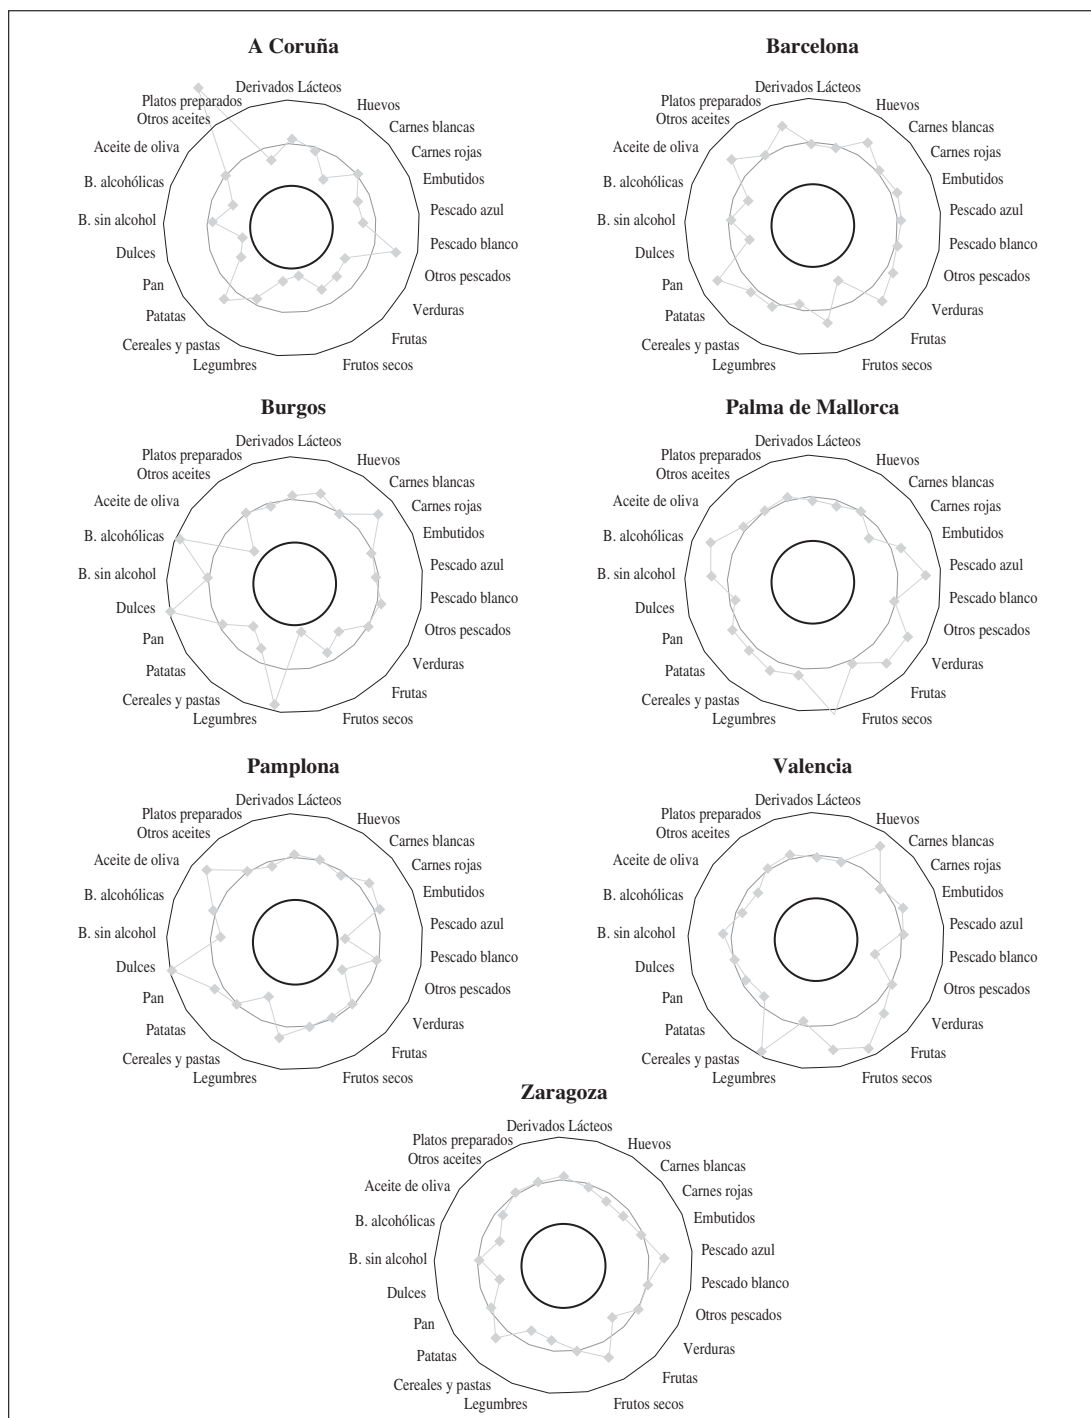 A Coruña
Derivados Lácteos
Huevos
Carnes blancas
Carnes rojas
Embutidos
Pescado azul
Pescado blanco
Otros pescados
Verduras
Frutas
Frutos secos
Legumbres
Cereales y pastas
Patatas
Pan
Dulces
B. sin alcohol
B. alcohólicas
Aceite de oliva
Otros aceites
Platos preparados
Barcelona
Derivados Lácteos
Huevos
Carnes blancas
Carnes rojas
Embutidos
Pescado azul
Pescado blanco
Otros pescados
Verduras
Frutas
Frutos secos
Legumbres
Cereales y pastas
Patatas
Pan
Dulces
B. sin alcohol
B. alcohólicas
Aceite de oliva
Otros aceites
Platos preparados
Burgos
Derivados Lácteos
Huevos
Carnes blancas
Carnes rojas
Embutidos
Pescado azul
Pescado blanco
Otros pescados
Verduras
Frutas
Frutos secos
Legumbres
Cereales y pastas
Patatas
Pan
Dulces
B. sin alcohol
B. alcohólicas
Aceite de oliva
Otros aceites
Platos preparados
Palma de Mallorca
Derivados Lácteos
Huevos
Carnes blancas
Carnes rojas
Embutidos
Pescado azul
Pescado blanco
Otros pescados
Verduras
Frutas
Frutos secos
Legumbres
Cereales y pastas
Patatas
Pan
Dulces
B. sin alcohol
B. alcohólicas
Aceite de oliva
Otros aceites
Platos preparados
Pamplona
Derivados Lácteos
Huevos
Carnes blancas
Carnes rojas
Embutidos
Pescado azul
Pescado blanco
Otros pescados
Verduras
Frutas
Frutos secos
Legumbres
Cereales y pastas
Patatas
Pan
Dulces
B. sin alcohol
B. alcohólicas
Aceite de oliva
Otros aceites
Platos preparados
Valencia
Derivados Lácteos
Huevos
Carnes blancas
Carnes rojas
Embutidos
Pescado azul
Pescado blanco
Otros pescados
Verduras
Frutas
Frutos secos
Legumbres
Cereales y pastas
Patatas
Pan
Dulces
B. sin alcohol
B. alcohólicas
Aceite de oliva
Otros aceites
Platos preparados
Zaragoza
Derivados Lácteos
Huevos
Carnes blancas
Carnes rojas
Embutidos
Pescado azul
Pescado blanco
Otros pescados
Verduras
Frutas
Frutos secos
Legumbres
Cereales y pastas
Patatas
Pan
Dulces
B. sin alcohol
B. alcohólicas
Aceite de oliva
Otros aceites
Platos preparados